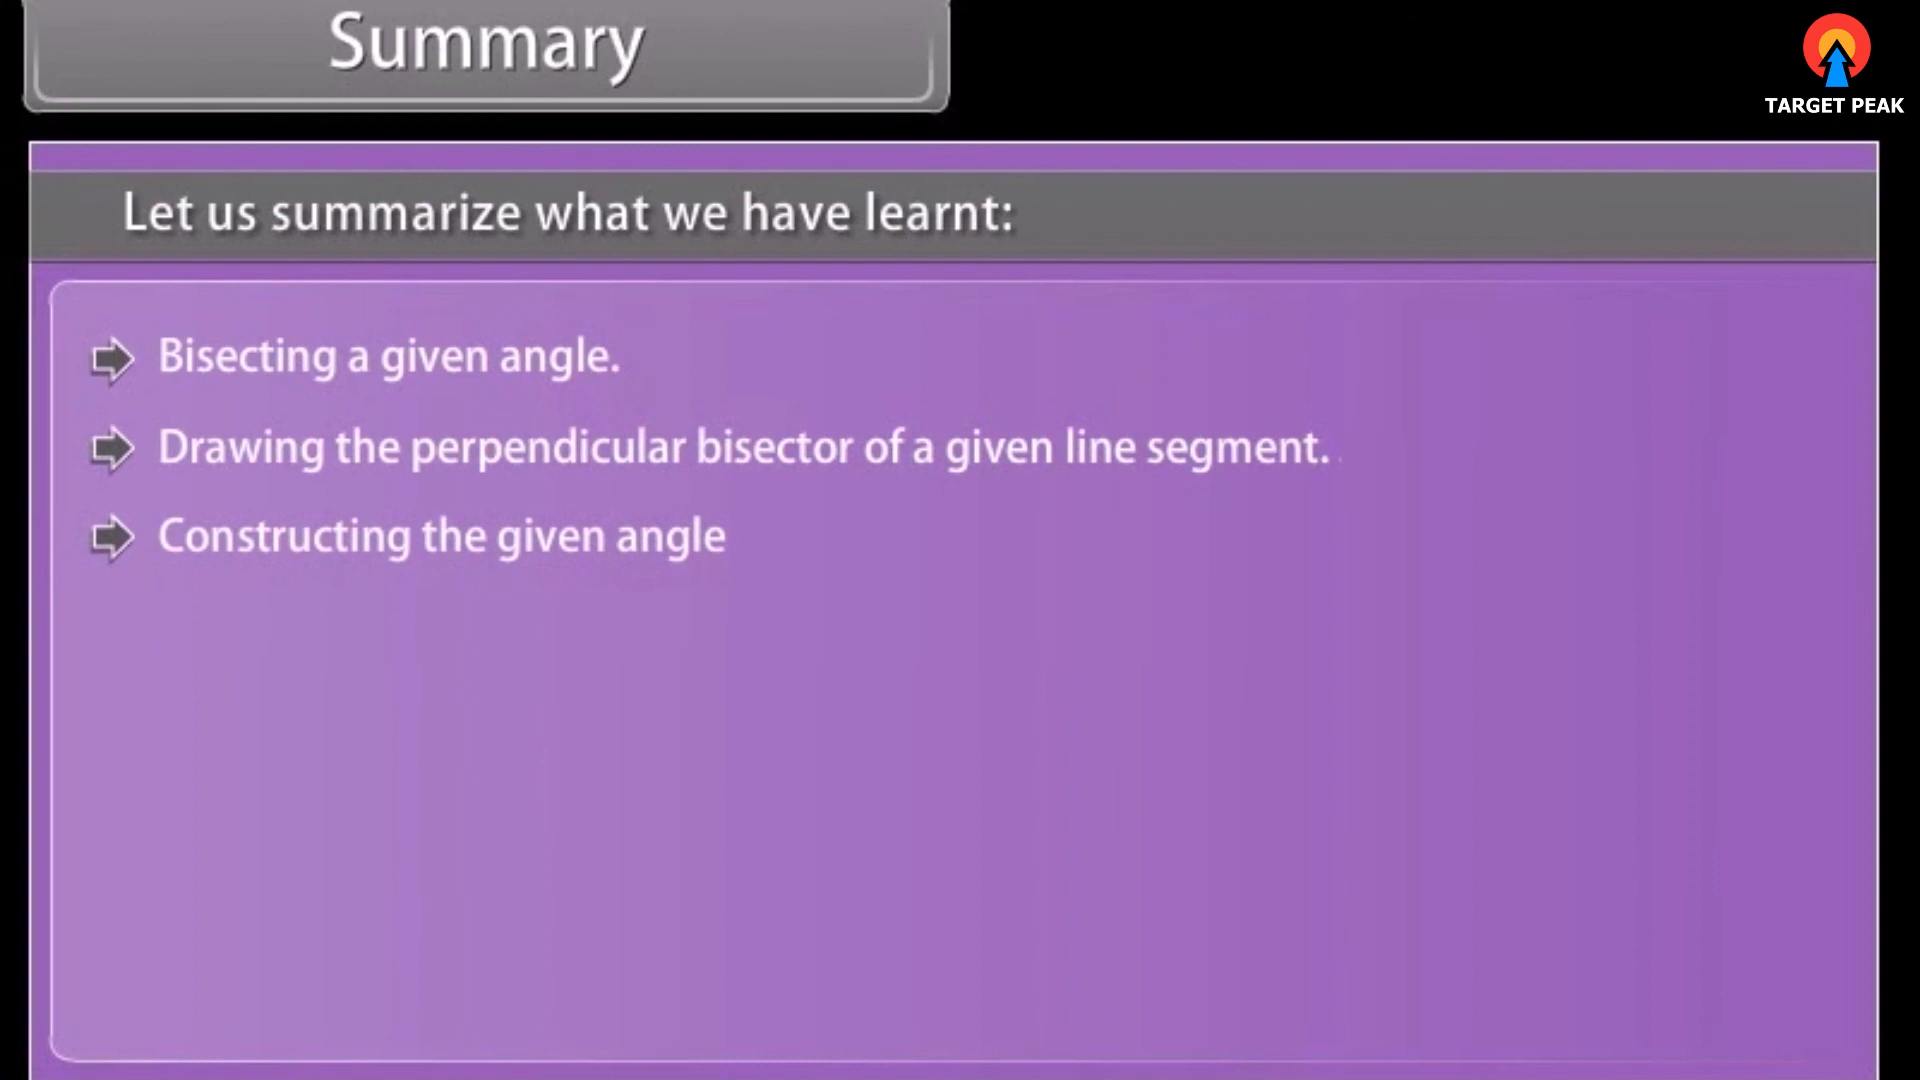 Summary
TARGET PEAK
Let us summarize what we have learnt:
Bisecting a given angle.
Drawing the perpendicular bisector of a given line segment.
Constructing the given angle